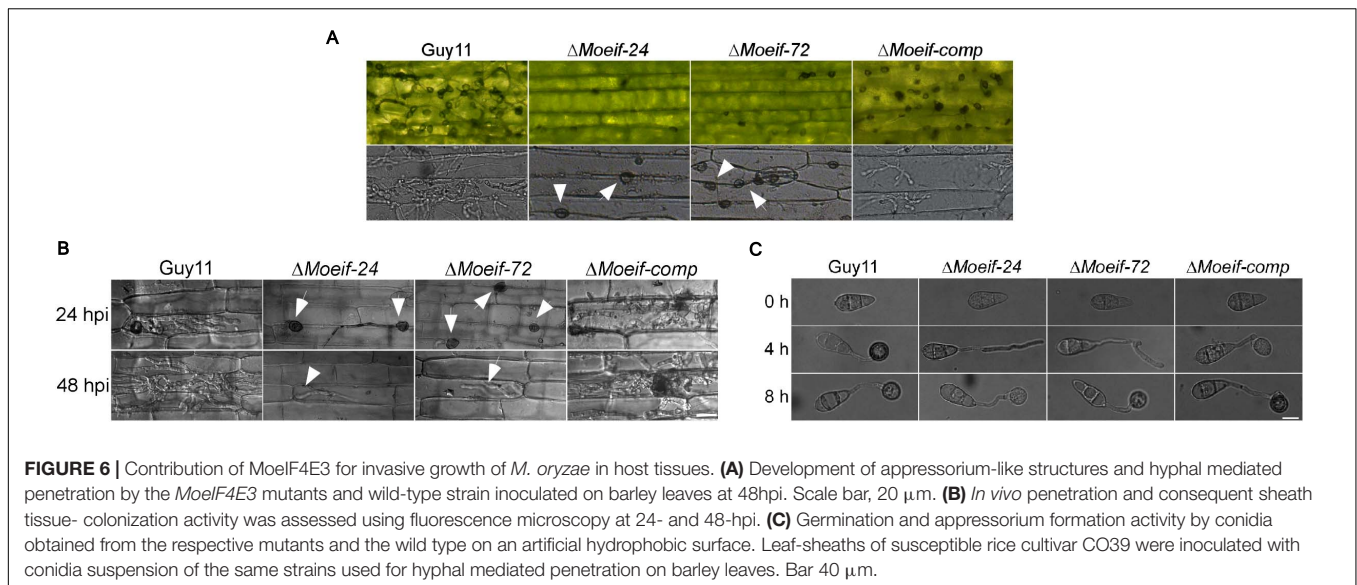 A
Guy11 ΔMoeif-24 ΔMoeif-72 ΔMoeif-comp
B
Guy11 ΔMoeif-24 ΔMoeif-72 ΔMoeif-comp
24 hpi
48 hpi
C
Guy11 ΔMoeif-24 ΔMoeif-72 ΔMoeif-comp
0 h
4 h
8 h
FIGURE 6 | Contribution of MoeIF4E3 for invasive growth of M. oryzae in host tissues. (A) Development of appressorium-like structures and hyphal mediated
penetration by the MoeIF4E3 mutants and wild-type strain inoculated on barley leaves at 48hpi. Scale bar, 20 μm. (B) In vivo penetration and consequent sheath
tissue- colonization activity was assessed using fluorescence microscopy at 24- and 48-hpi. (C) Germination and appressorium formation activity by conidia
obtained from the respective mutants and the wild type on an artificial hydrophobic surface. Leaf-sheaths of susceptible rice cultivar CO39 were inoculated with
conidia suspension of the same strains used for hyphal mediated penetration on barley leaves. Bar 40 μm.